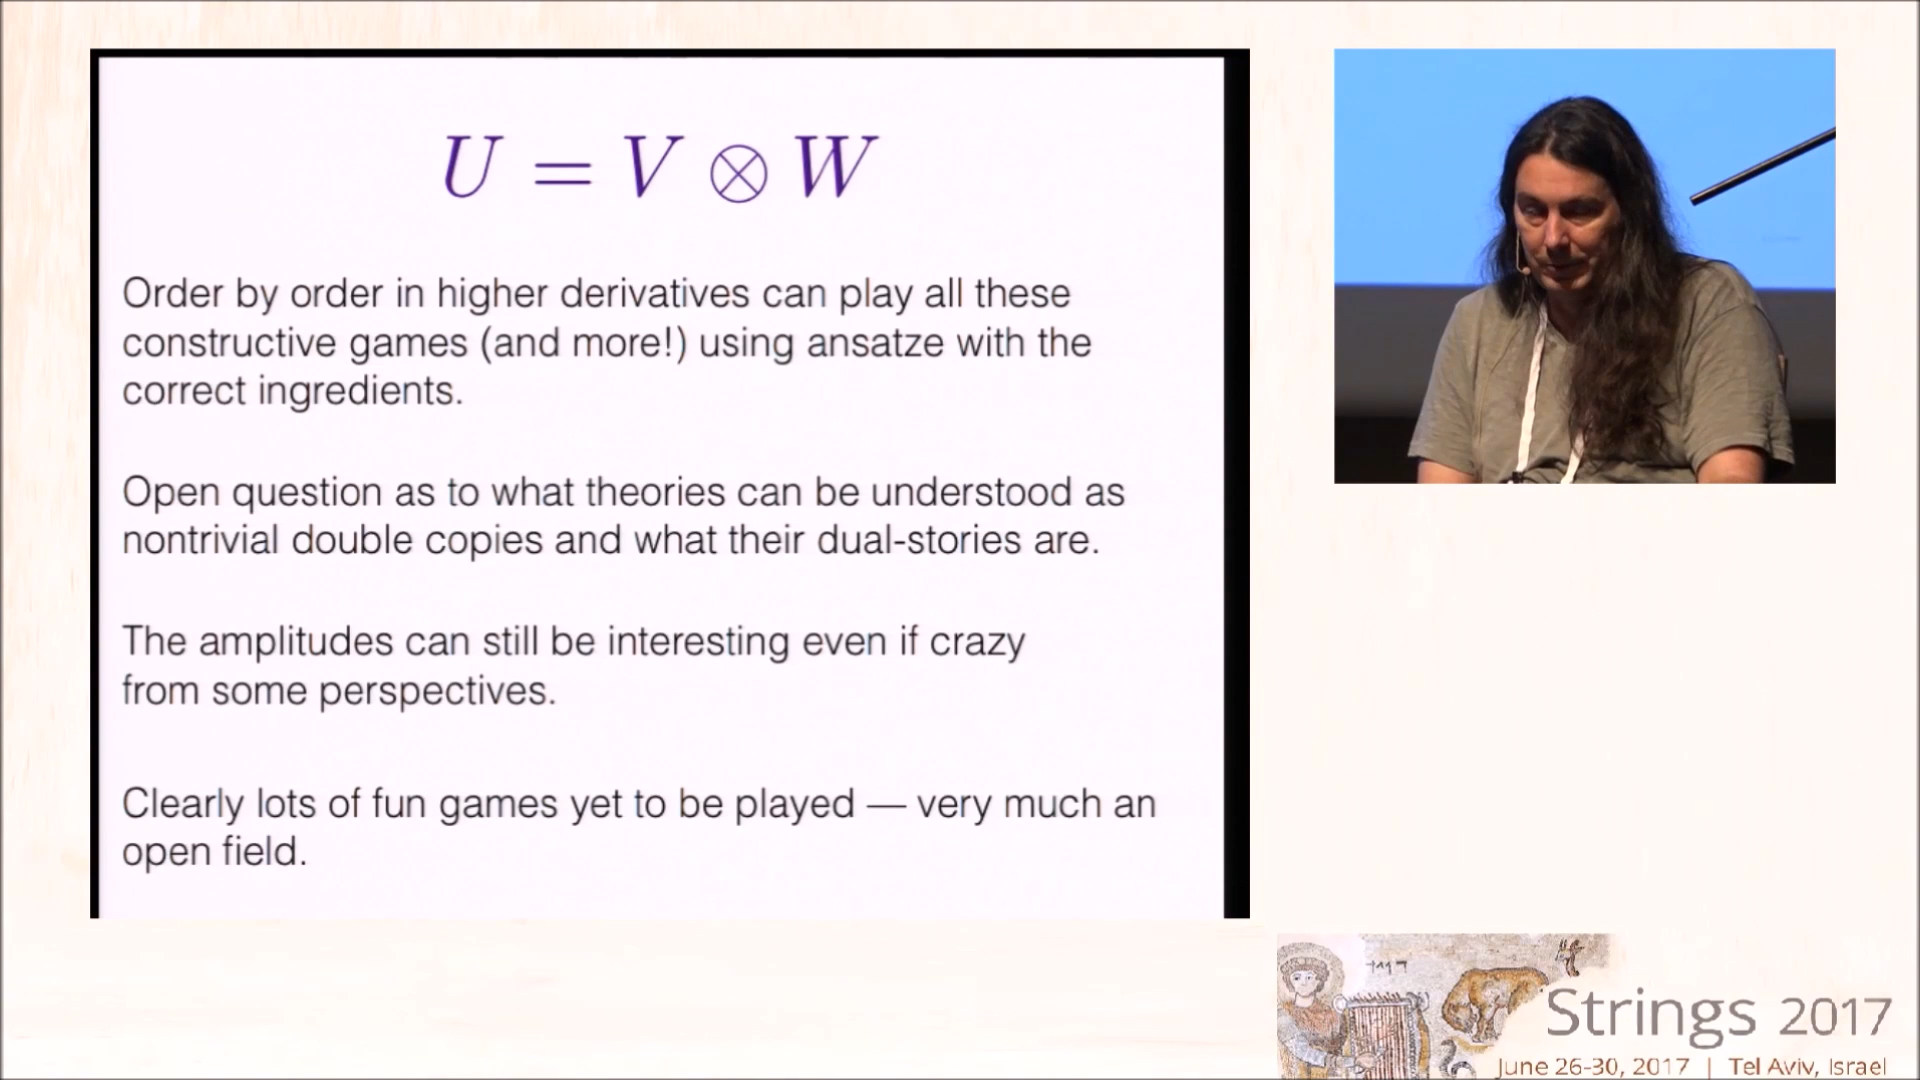 U = V ⊗ W
Order by order in higher derivatives can play all these
constructive games (and more!) using ansatze with the
correct ingredients.
Open question as to what theories can be understood as
nontrivial double copies and what their dual-stories are.
The amplitudes can still be interesting even if crazy
from some perspectives.
Clearly lots of fun games yet to be played — very much an
open field.
דויד
Strings 2017
June 26-30, 2017 | Tel Aviv, Israel